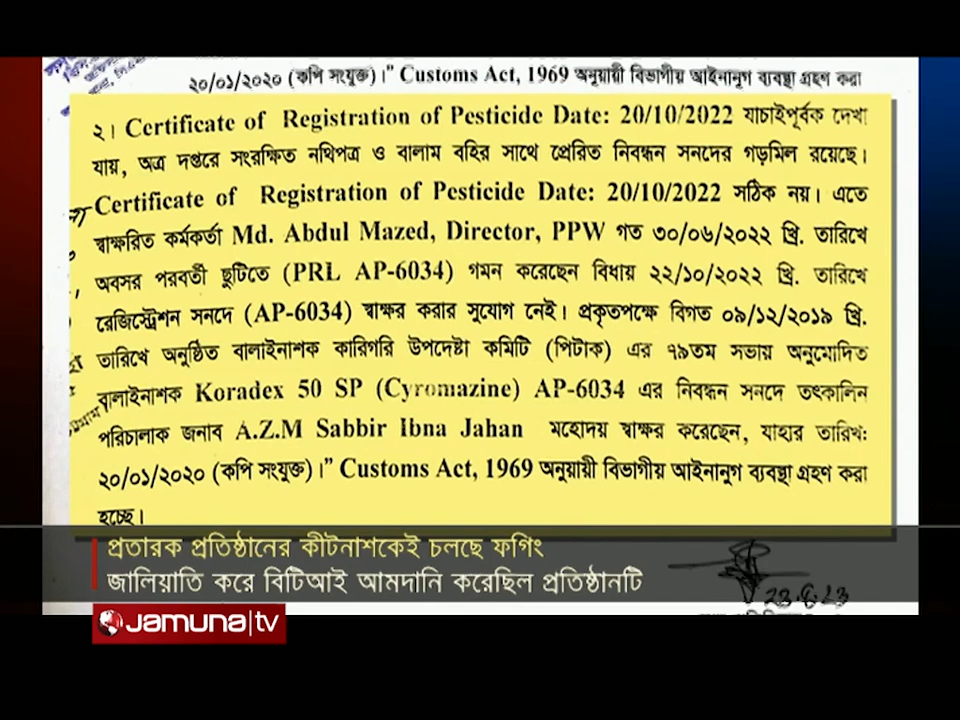 ২০/০১/২০২০ (কপি সংযুক্ত)।” Customs Act, 1969 অনুয়ায়ী বিভাগীয় আইনানুগ ব্যবস্থা গ্রহণ করা
২। Certificate of Registration of Pesticide Date: 20/10/2022 যাচাইপূর্বক দেখা
যায়, অত্র দপ্তরে সংরক্ষিত নথিপত্র ও বালাম বহির সাথে প্রেরিত নিবন্ধন সনদের গড়মিল রয়েছে।
Certificate of Registration of Pesticide Date: 20/10/2022 সঠিক নয়। এতে
স্বাক্ষরিত কর্মকর্তা Md. Abdul Mazed, Director, PPW গত ৩০/০৬/২০২২ খ্রি. তারিখে
অবসর পরবর্তী ছুটিতে (PRL AP-6034) গমন করেছেন বিধায় ২২/১০/২০২২ খ্রি. তারিখে
রেজিস্ট্রেশন সনদে (AP-6034) স্বাক্ষর করার সুযোগ নেই। প্রকৃতপক্ষে বিগত ০৯/১২/২০১৯ খ্রি.
তারিখে অনুষ্ঠিত বালাইনাশক কারিগরি উপদেষ্টা কমিটি (পিটাক) এর ৭৯তম সভায় অনুমোদিত
বালাইনাশক Koradex 50 SP (Cyromazine) AP-6034 এর নিবন্ধন সনদে তৎকালিন
পরিচালাক জনাব A.Z.M Sabbir Ibna Jahan মহোদয় স্বাক্ষর করেছেন, যাহার তারিখ:
২০/০১/২০২০ (কপি সংযুক্ত)।” Customs Act, 1969 অনুয়ায়ী বিভাগীয় আইনানুগ ব্যবস্থা গ্রহণ করা
হচ্ছে।
প্রতারক প্রতিষ্ঠানের কীটনাশকেই চলছে ফগিং
জালিয়াতি করে বিটিআই আমদানি করেছিল প্রতিষ্ঠানটি
23.8.23
Jamuna|tv